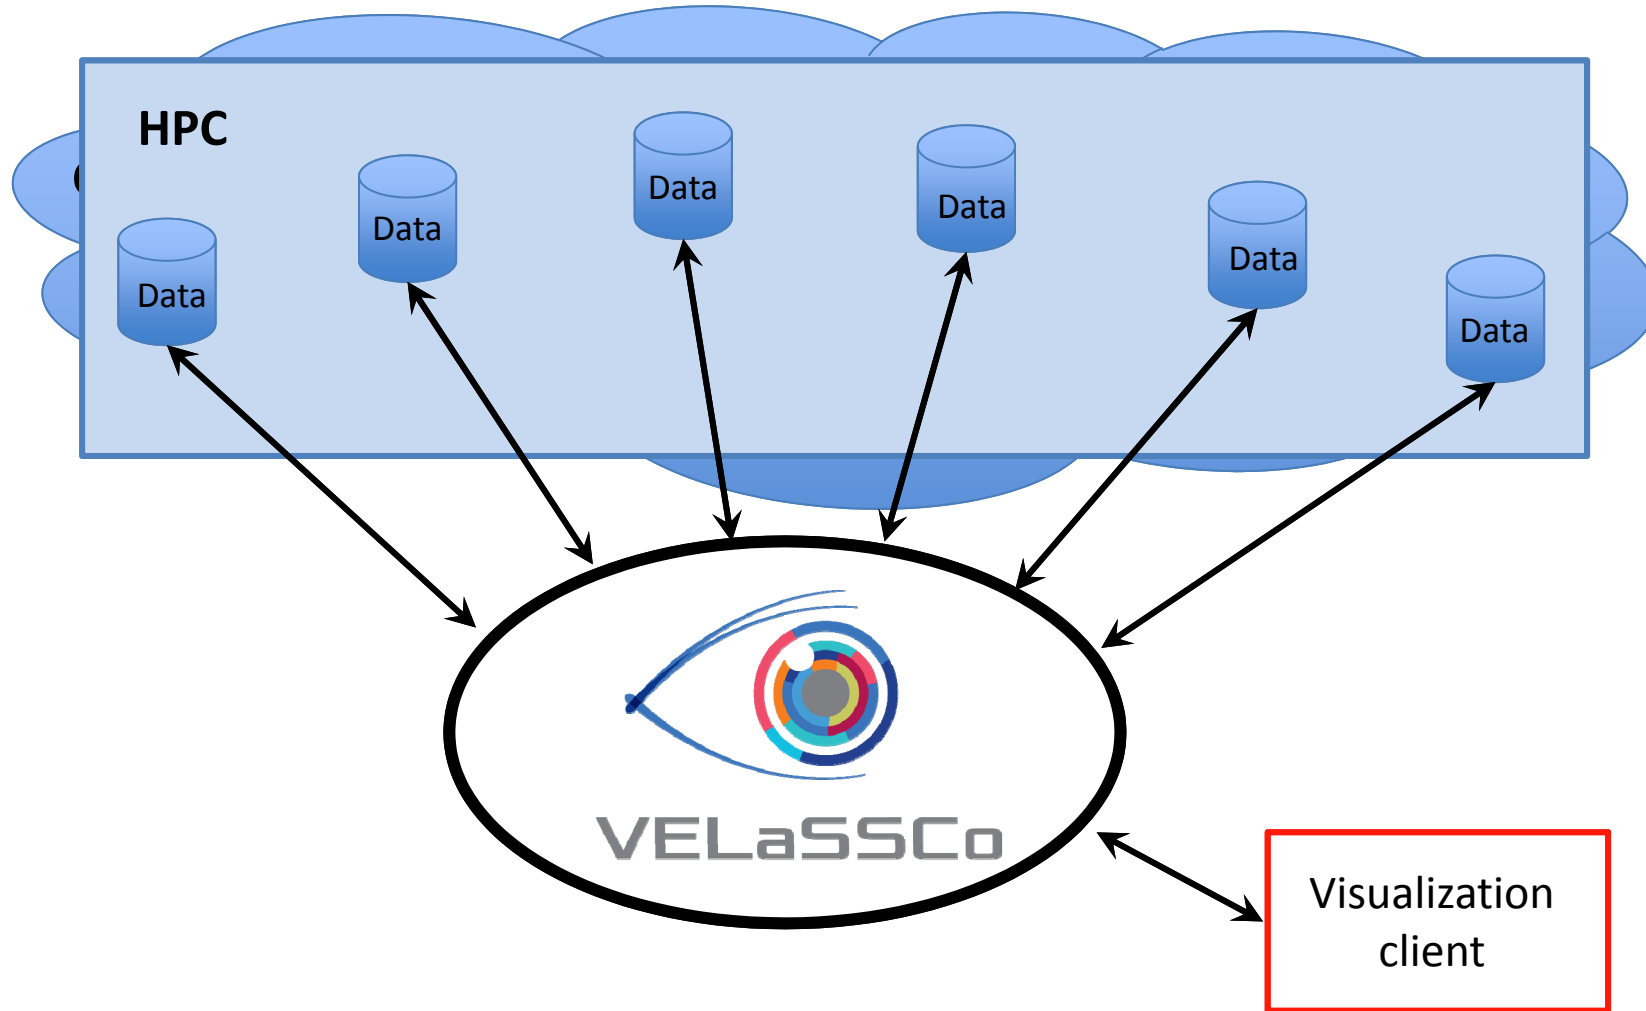 HPC
Data
Data
Data
Data
Data
Data
VELaSSCo
Visualization
client